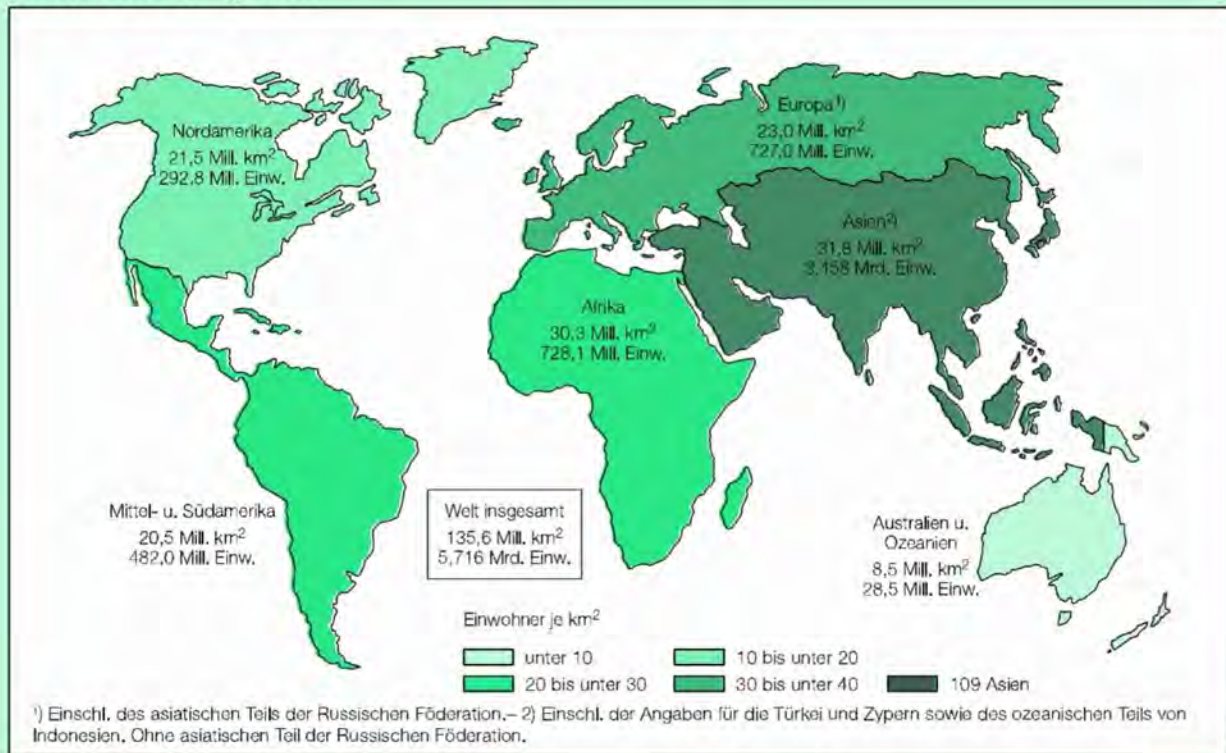 Nordamerika
21,5 Mill. km²
292,8 Mill. Einw.
Europa¹)
23,0 Mill. km²
727,0 Mill. Einw.
Asien²)
31,8 Mill. km²
3,158 Mrd. Einw.
Afrika
30,3 Mill. km²
728,1 Mill. Einw.
Mittel- u. Südamerika
20,5 Mill. km²
482,0 Mill. Einw.
Welt insgesamt
135,6 Mill. km²
5,716 Mrd. Einw.
Australien u.
Ozeanien
8,5 Mill. km²
28,5 Mill. Einw.
Einwohner je km²
unter 10
10 bis unter 20
20 bis unter 30
30 bis unter 40
109 Asien
¹) Einschl. des asiatischen Teils der Russischen Föderation.– 2) Einschl. der Angaben für die Türkei und Zypern sowie des ozeanischen Teils von
Indonesien. Ohne asiatischen Teil der Russischen Föderation.